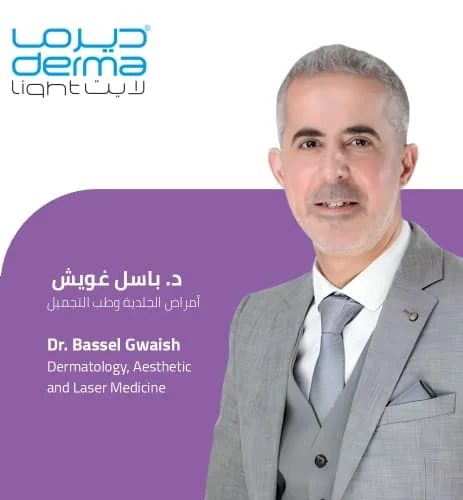 ديرما
derma
لايت light
د. باسل غويش
أمراض الجلدية وطب التجميل
Dr. Bassel Gwaish
Dermatology, Aesthetic
and Laser Medicine